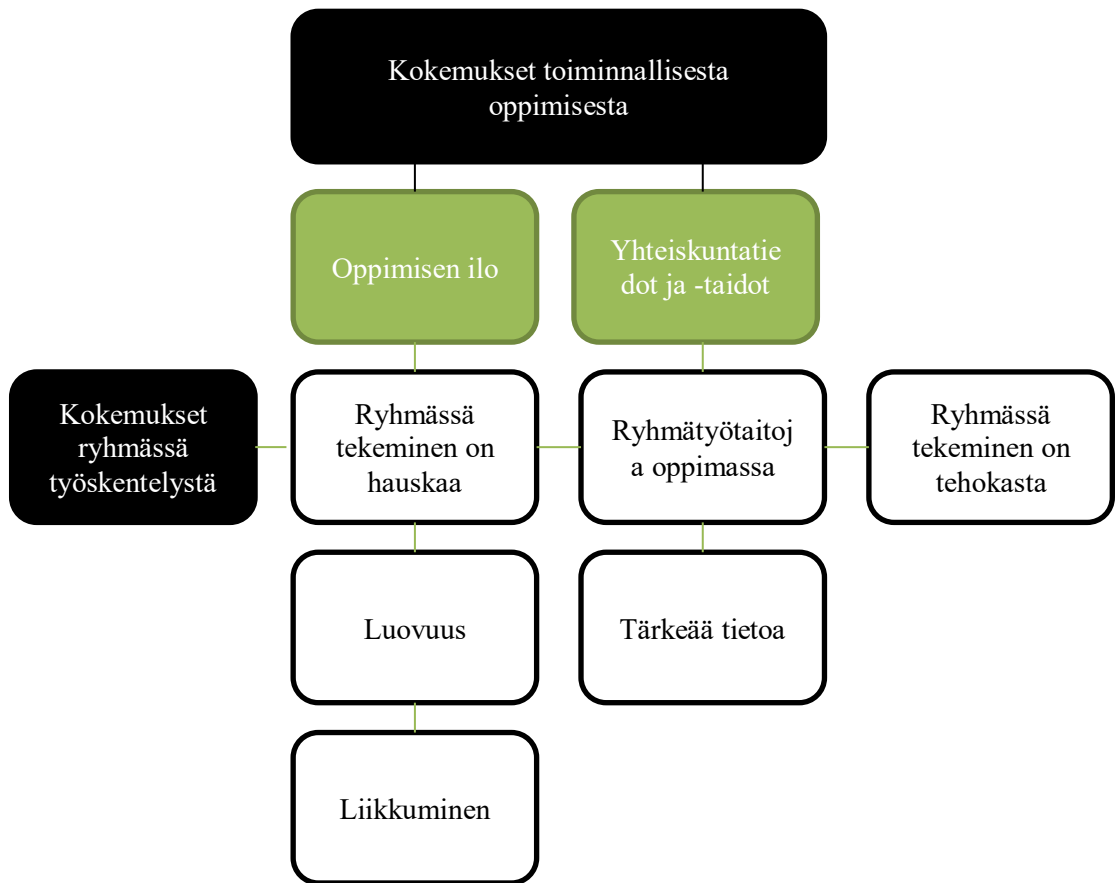 Kokemukset toiminnallisesta
oppimisesta
Oppimisen ilo
Yhteiskuntatie
dot ja -taidot
Kokemukset
ryhmässä
työskentelystä
Ryhmässä
tekeminen on
hauskaa
Ryhmätyötaitoj
a oppimassa
Ryhmässä
tekeminen on
tehokasta
Luovuus
Tärkeää tietoa
Liikkuminen